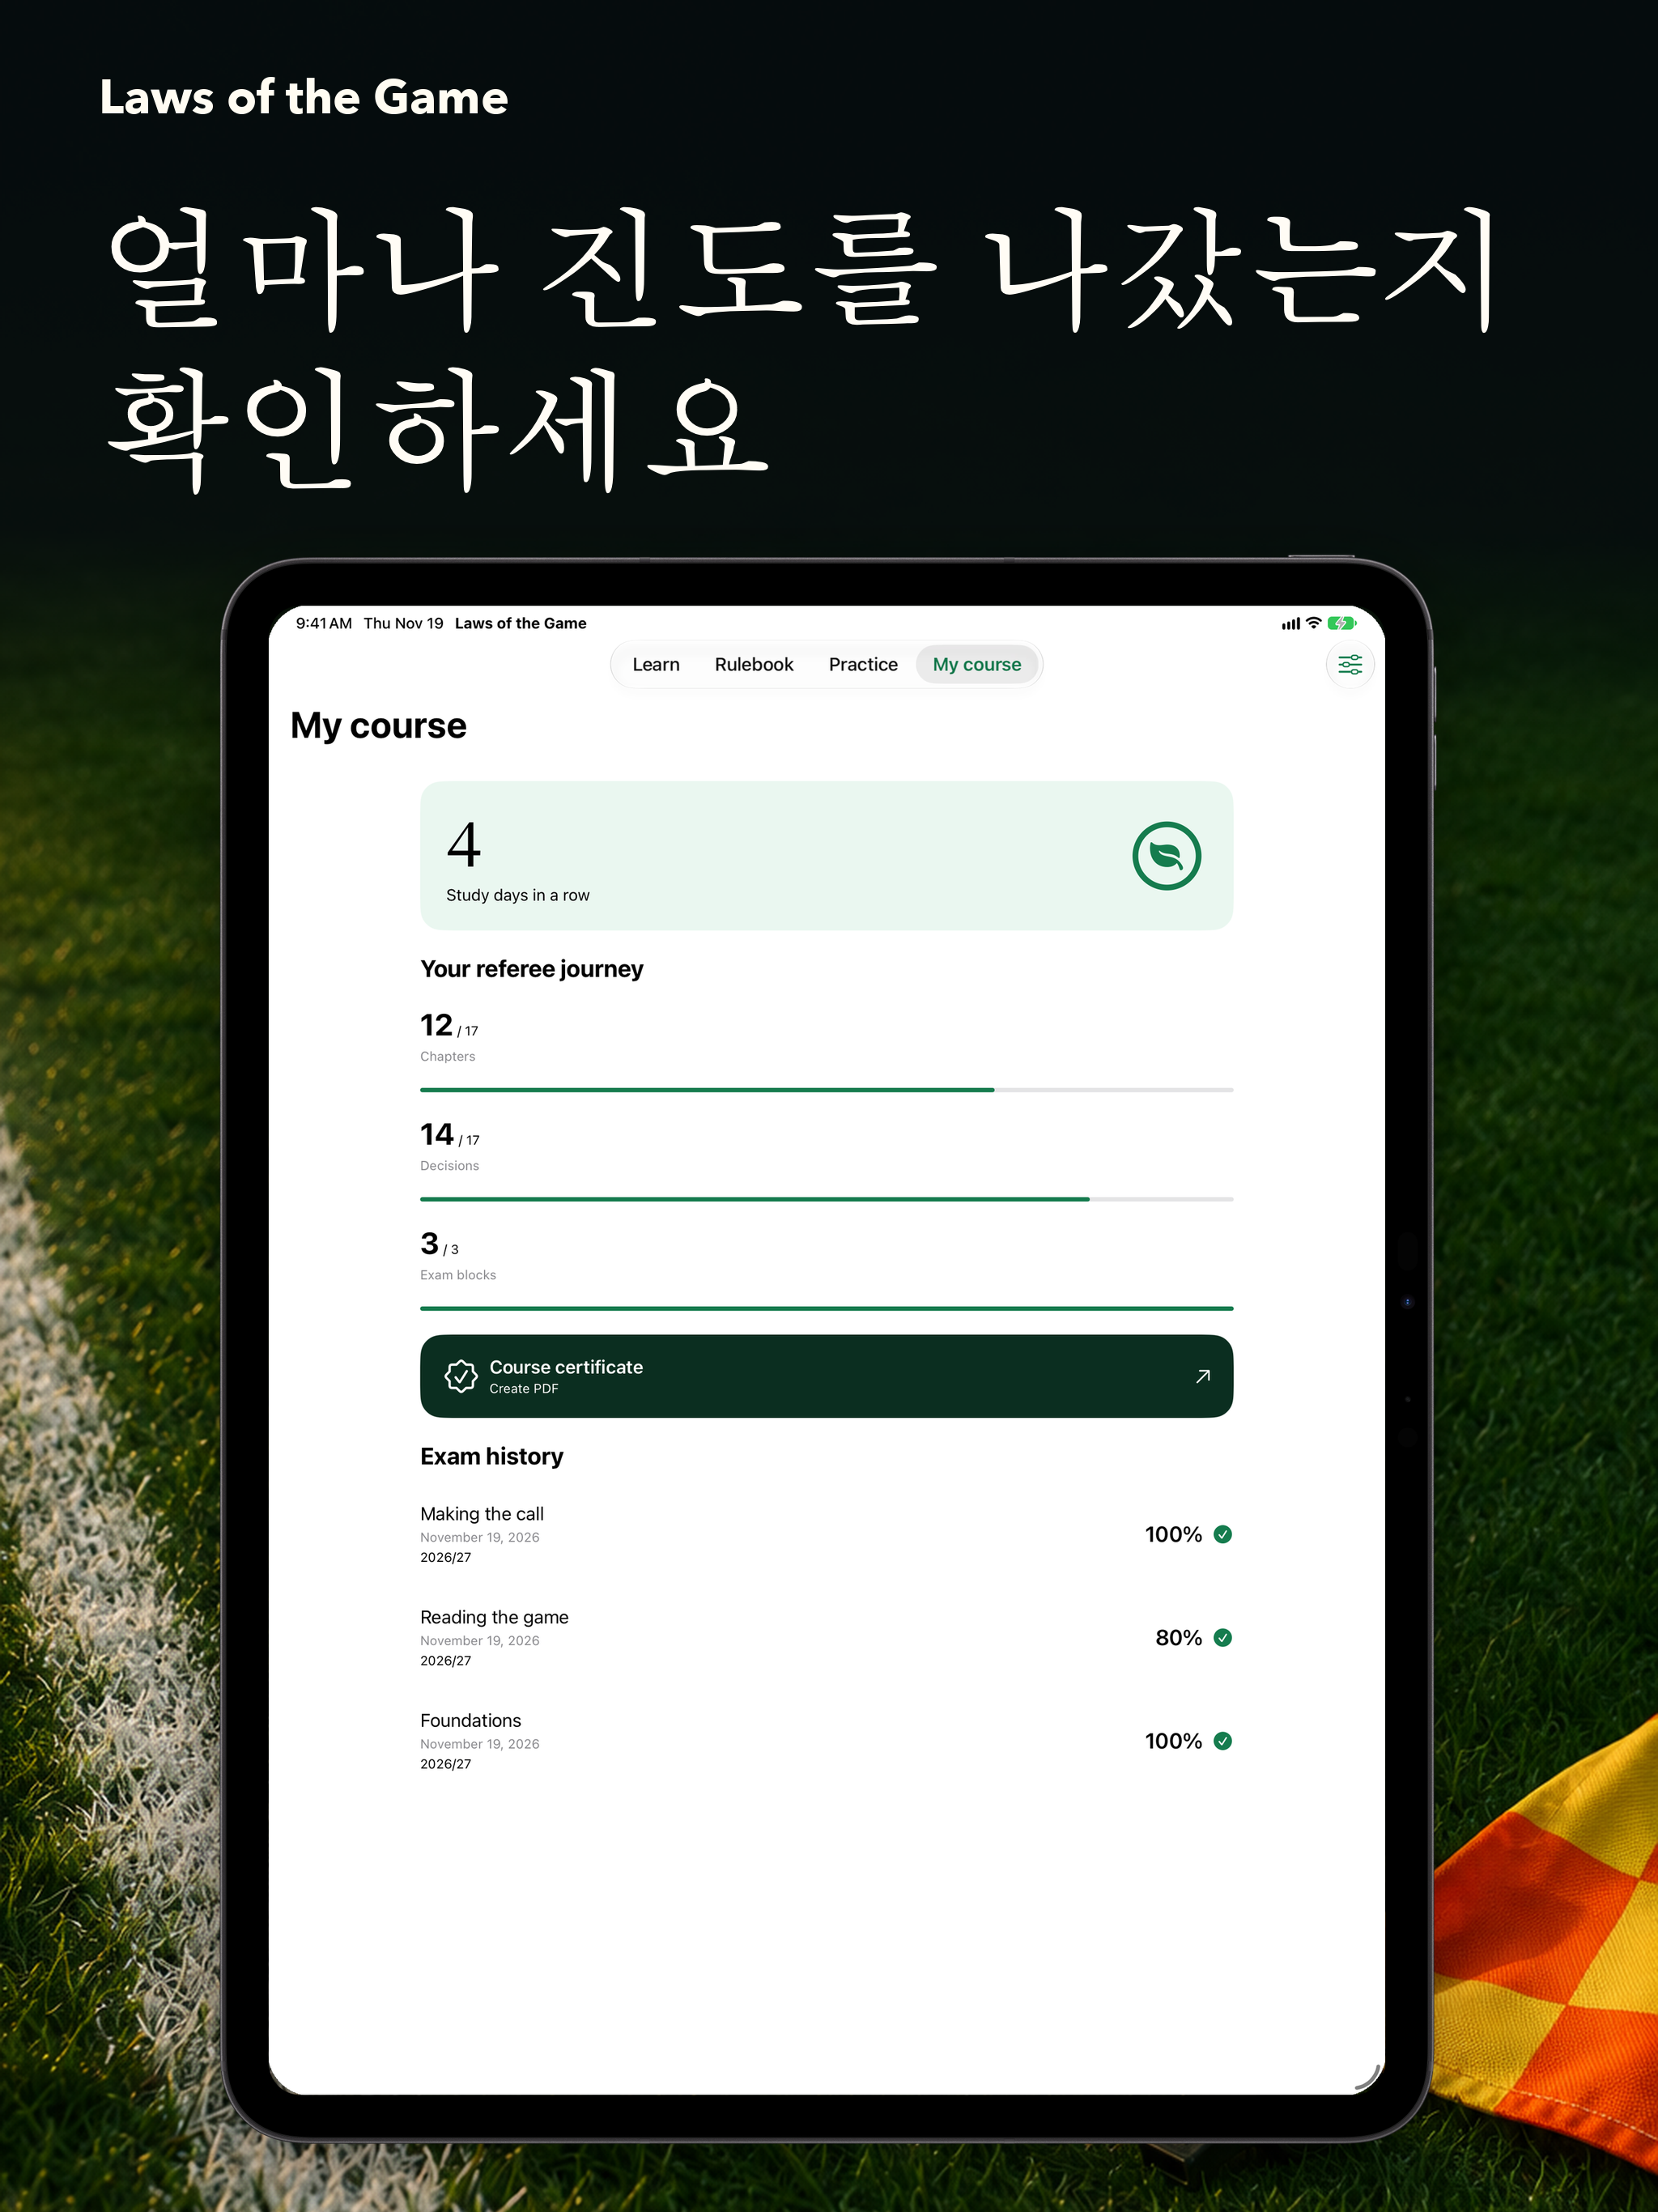 Laws of the Game
얼마나 진도를 나갔는지
확인하세요
9:41 AM Thu Nov 19 Laws of the Game
Learn Rulebook Practice My course
My course
4
Study days in a row
Your referee journey
12 / 17
Chapters
14 / 17
Decisions
3 / 3
Exam blocks
Course certificate
Create PDF
Exam history
Making the call
November 19, 2026
2026/27
100%
Reading the game
November 19, 2026
2026/27
80%
Foundations
November 19, 2026
2026/27
100%